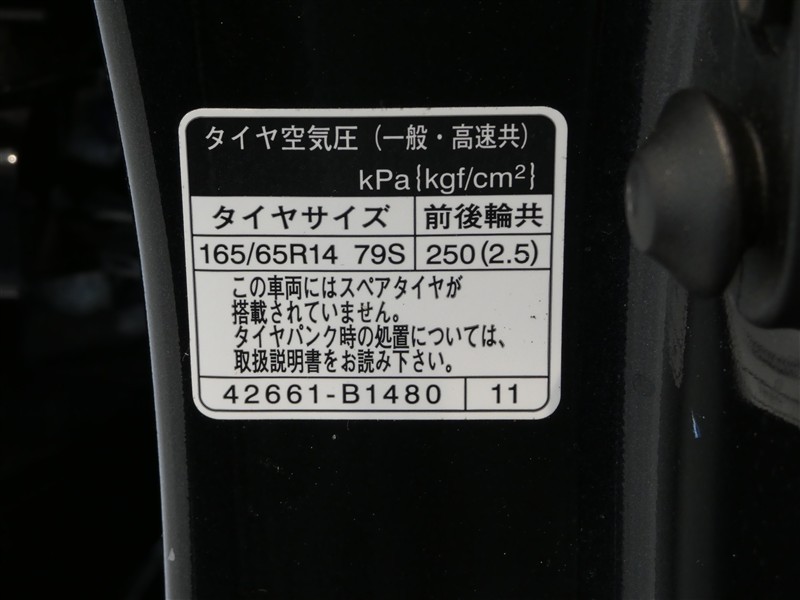 タイヤ空気圧（一般・高速共）
kPa{kgf/cm²}
タイヤサイズ 前後輪共
165/65R14 79S 250(2.5)
この車両にはスペアタイヤが
搭載されていません。
タイヤパンク時の処置については、
取扱説明書をお読み下さい。
42661-B1480 11